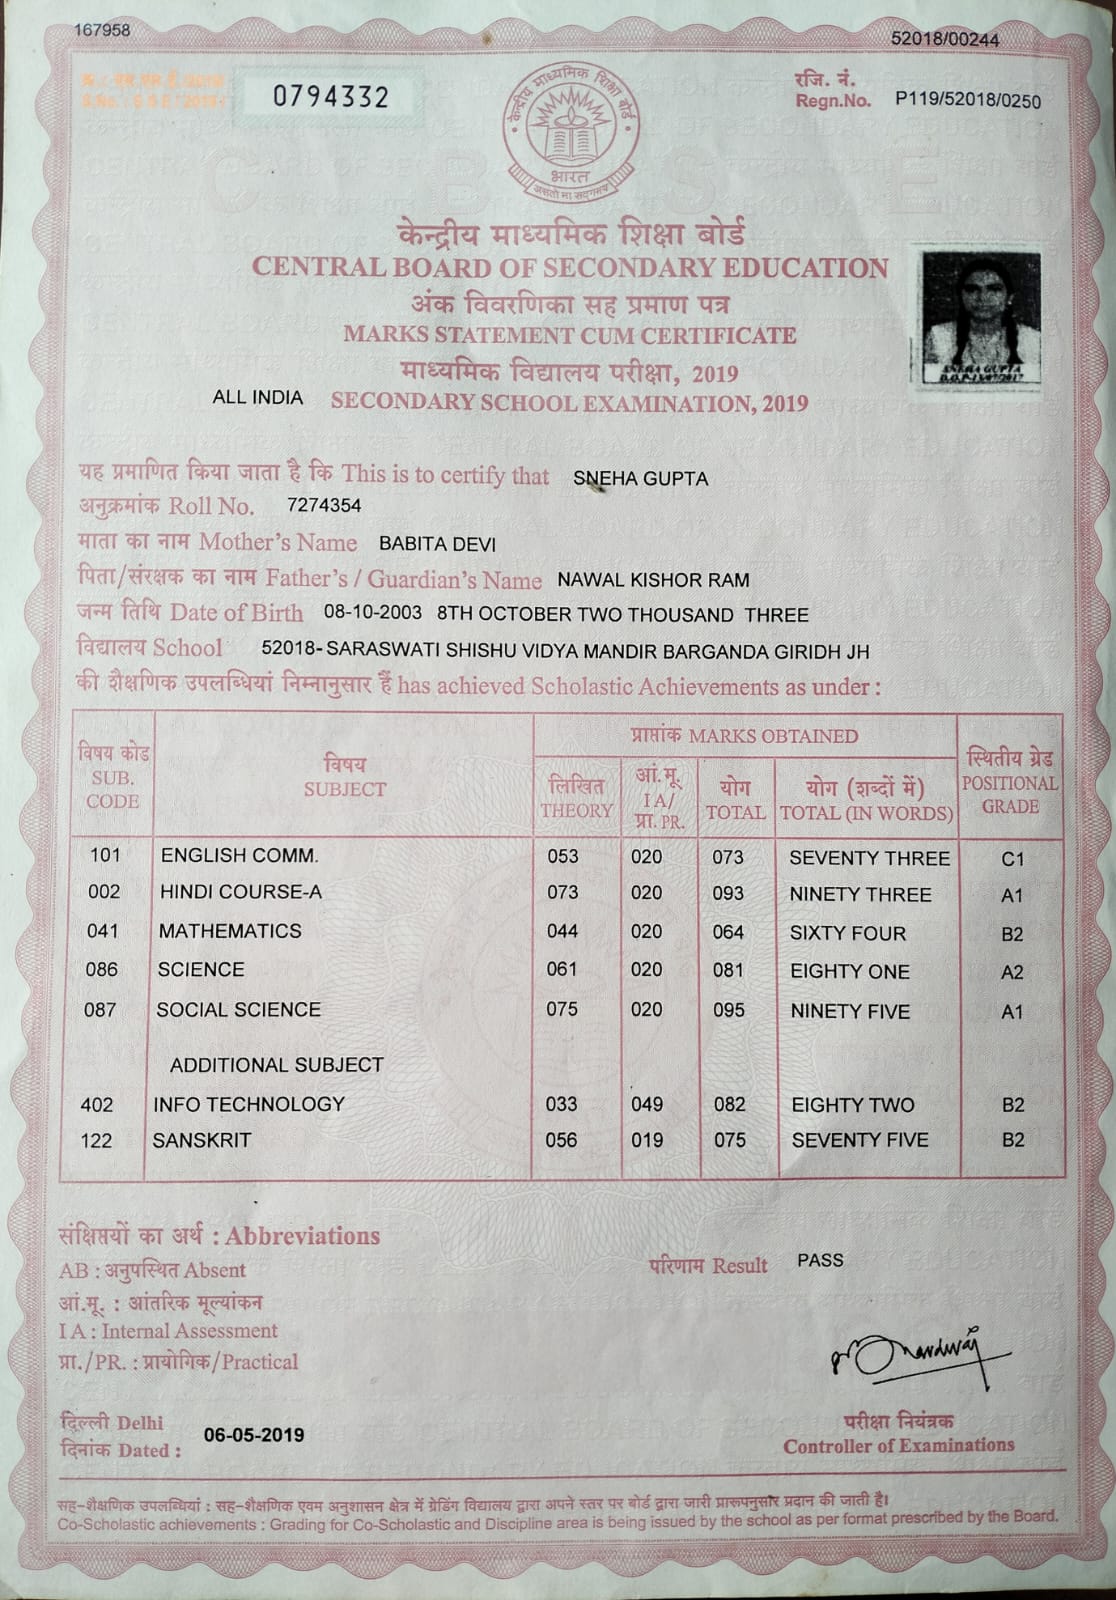 167958
52018/00244
0794332
रजि. नं.
Regn.No. P119/52018/0250
केन्द्रीय माध्यमिक शिक्षा बोर्ड
भारत
असतो मा सद्गमय
C B S E
केन्द्रीय माध्यमिक शिक्षा बोर्ड
CENTRAL BOARD OF SECONDARY EDUCATION
अंक विवरणिका सह प्रमाण पत्र
MARKS STATEMENT CUM CERTIFICATE
माध्यमिक विद्यालय परीक्षा, 2019
ALL INDIA SECONDARY SCHOOL EXAMINATION, 2019
SNEHA GUPTA
यह प्रमाणित किया जाता है कि This is to certify that SNEHA GUPTA
अनुक्रमांक Roll No. 7274354
माता का नाम Mother's Name BABITA DEVI
पिता/संरक्षक का नाम Father's / Guardian's Name NAWAL KISHOR RAM
जन्म तिथि Date of Birth 08-10-2003 8TH OCTOBER TWO THOUSAND THREE
विद्यालय School 52018-SARASWATI SHISHU VIDYA MANDIR BARGANDA GIRIDH JH
की शैक्षणिक उपलब्धियां निम्नानुसार हैं has achieved Scholastic Achievements as under :
विषय कोड SUB. CODE विषय SUBJECT प्राप्तांक MARKS OBTAINED स्थितीय ग्रेड POSITIONAL GRADE
लिखित THEORY आं.मू. I A/ प्रा. PR. योग TOTAL योग (शब्दों में) TOTAL (IN WORDS)
101 ENGLISH COMM. 053 020 073 SEVENTY THREE C1
002 HINDI COURSE-A 073 020 093 NINETY THREE A1
041 MATHEMATICS 044 020 064 SIXTY FOUR B2
086 SCIENCE 061 020 081 EIGHTY ONE A2
087 SOCIAL SCIENCE 075 020 095 NINETY FIVE A1
ADDITIONAL SUBJECT
402 INFO TECHNOLOGY 033 049 082 EIGHTY TWO B2
122 SANSKRIT 056 019 075 SEVENTY FIVE B2
संक्षिप्तयों का अर्थ : Abbreviations
AB : अनुपस्थित Absent
परिणाम Result PASS
आं.मू. : आंतरिक मूल्यांकन
I A : Internal Assessment
प्रा./PR. : प्रायोगिक/Practical
दिल्ली Delhi
दिनांक Dated : 06-05-2019
परीक्षा नियंत्रक
Controller of Examinations
सह-शैक्षणिक उपलब्धियां : सह-शैक्षणिक एवम अनुशासन क्षेत्र में ग्रेडिंग विद्यालय द्वारा अपने स्तर पर बोर्ड द्वारा जारी प्रारूपनुसार प्रदान की जाती है।
Co-Scholastic achievements : Grading for Co-Scholastic and Discipline area is being issued by the school as per format prescribed by the Board.